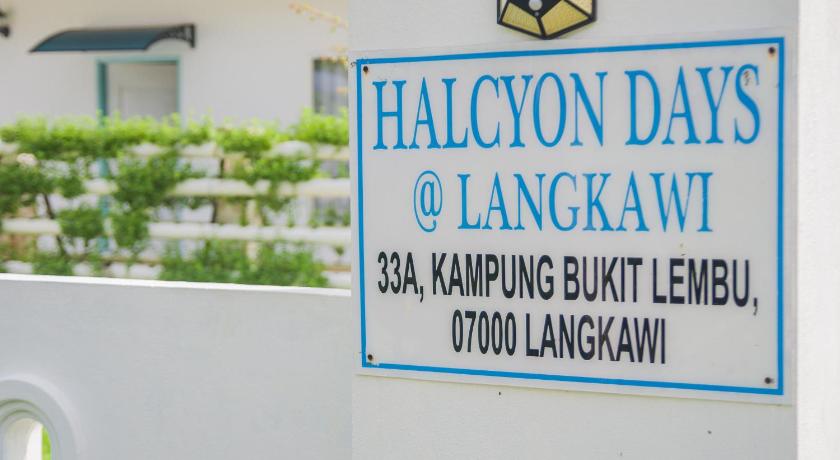 HALCYON DAYS
@ LANGKAWI
33A, KAMPUNG BUKIT LEMBU,
07000 LANGKAWI